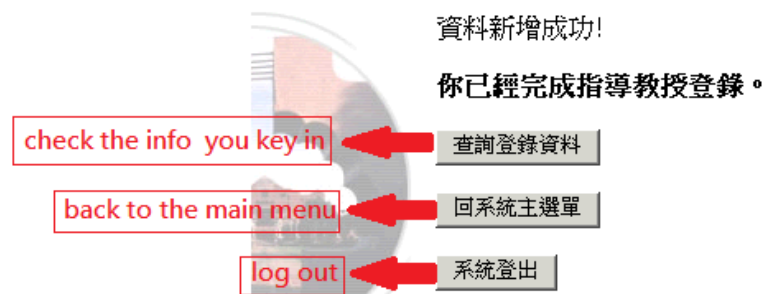 資料新增成功!
你已經完成指導教授登錄。
check the info  you key in
查詢登錄資料
back to the main menu
回系統主選單
log out
系統登出